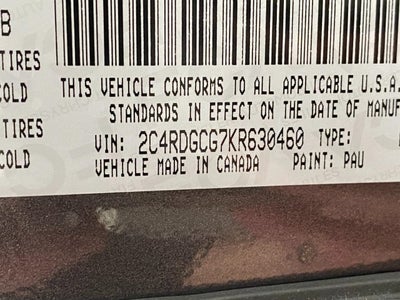 B
TIRES
COLD
TIRES
COLD
THIS VEHICLE CONFORMS TO ALL APPLICABLE U.S.A.
STANDARDS IN EFFECT ON THE DATE OF MANUF
VIN: 2C4RDGCG7KR630460 TYPE:
VEHICLE MADE IN CANADA PAINT: PAU